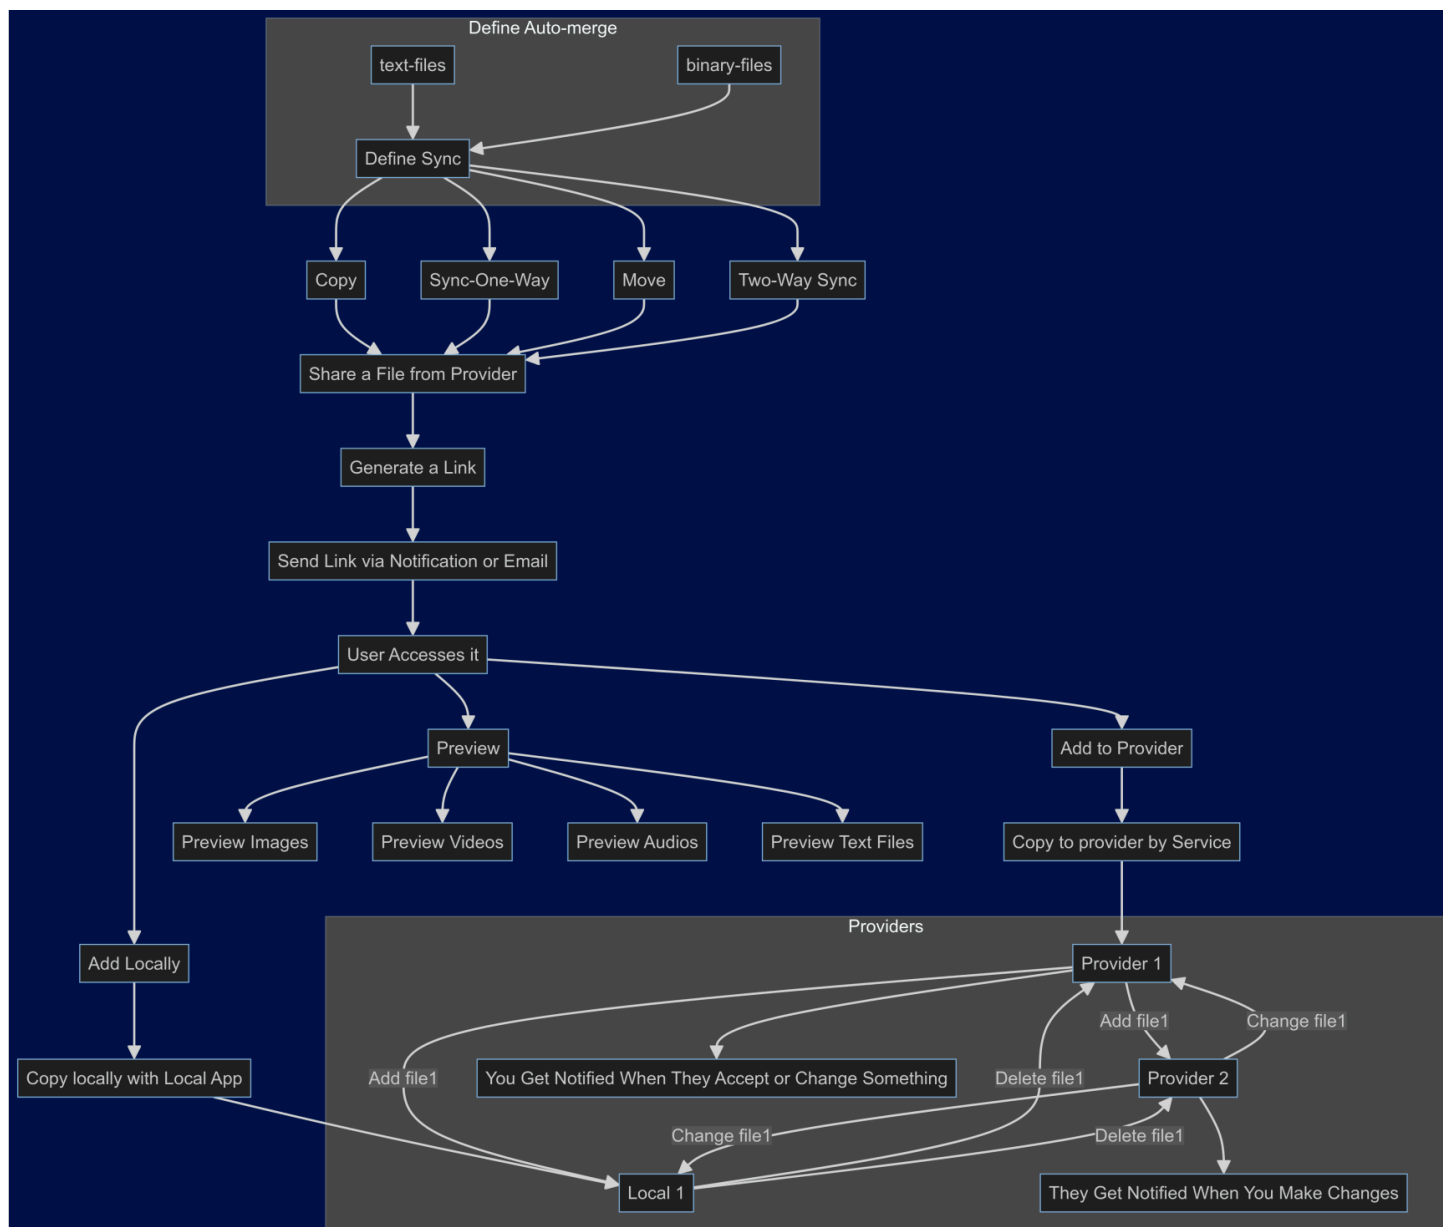 Define Auto-merge
text-files
binary-files
Define Sync
Copy
Sync-One-Way
Move
Two-Way Sync
Share a File from Provider
Generate a Link
Send Link via Notification or Email
User Accesses it
Preview
Add to Provider
Preview Images
Preview Videos
Preview Audios
Preview Text Files
Copy to provider by Service
Providers
Add Locally
Provider 1
Add file1
Change file1
Copy locally with Local App
Add file1
You Get Notified When They Accept or Change Something
Delete file1
Provider 2
Change file1
Delete file1
Local 1
They Get Notified When You Make Changes